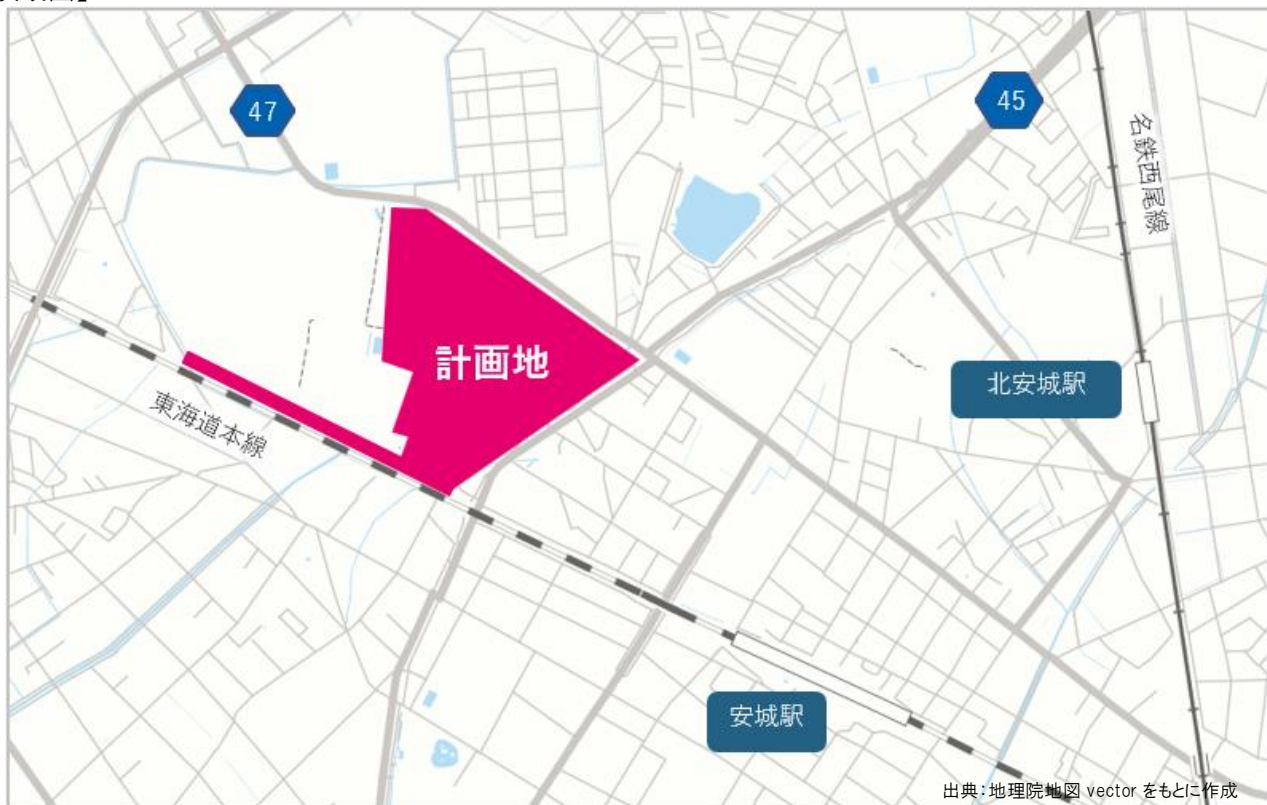 47
45
名鉄西尾線
計画地
北安城駅
東海道本線
安城駅
出典：地理院地図 vector をもとに作成